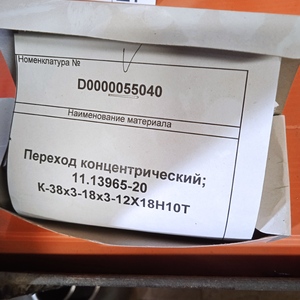 Номенклатура №
D0000055040
Наименование материала
Переход концентрический;
11.13965-20
К-38х3-18х3-12Х18Н10Т